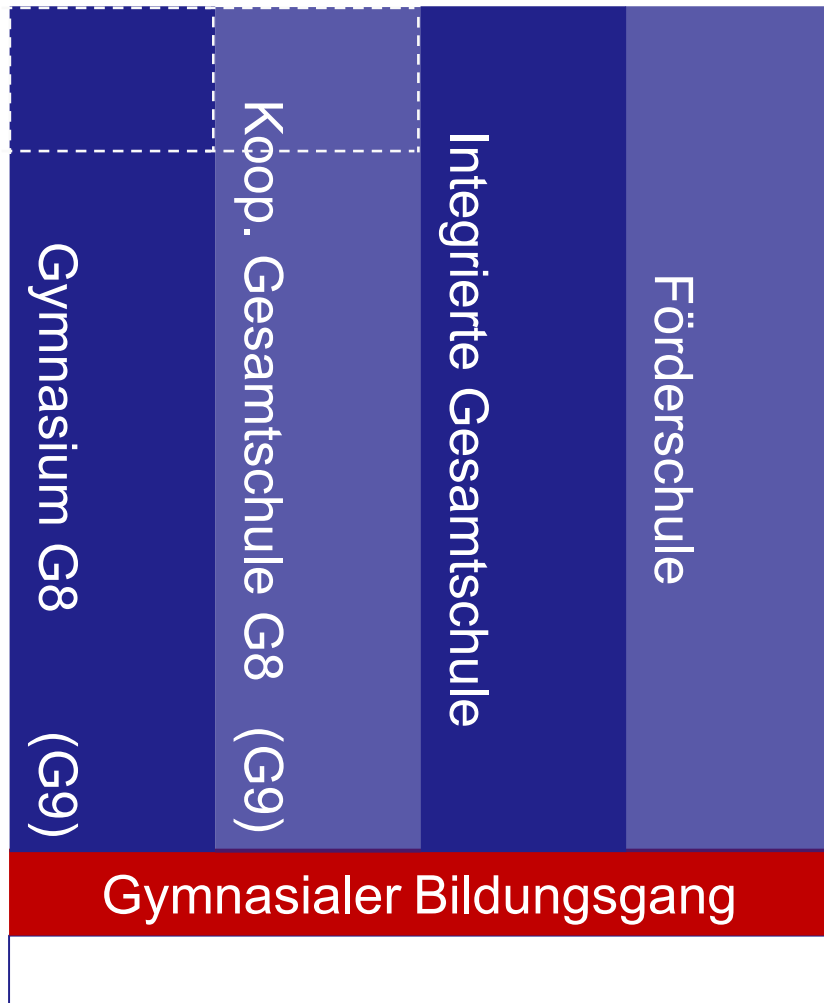 Gymnasium G8 (G9)
Koop. Gesamtschule G8 (G9)
Integrierte Gesamtschule
Förderschule
Gymnasialer Bildungsgang